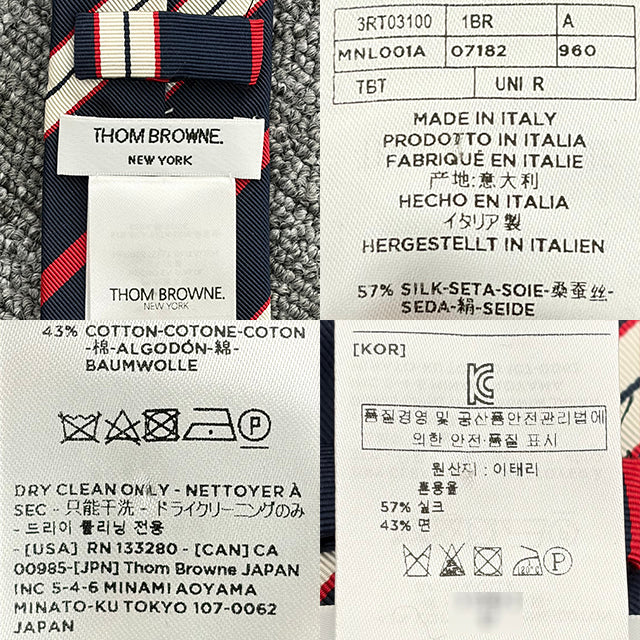 THOM BROWNE.
NEW YORK
THOM BROWNE.
NEW YORK
3RT03100 1BR A
MNL001A 07182 960
TBT UNI R
MADE IN ITALY
PRODOTTO IN ITALIA
FABRIQUÉ EN ITALIE
产地:意大利
HECHO EN ITALIA
イタリア製
HERGESTELLT IN ITALIEN
57% SILK-SETA-SOIE-桑蚕丝-
SEDA-絹-SEIDE
43% COTTON-COTONE-COTON
-棉-ALGODÓN-綿-
BAUMWOLLE
P
DRY CLEAN ONLY - NETTOYER À
SEC - 只能干洗 - ドライクリーニングのみ
- 드라이 클리닝 전용
- [USA] RN 133280 - [CAN] CA
00985-[JPN] Thom Browne JAPAN
INC 5-4-6 MINAMI AOYAMA
MINATO-KU TOKYO 107-0062
JAPAN
[KOR]
품질경영 및 공산품안전관리법에
의한 안전·품질 표시
원산지 : 이태리
혼용율
57% 실크
43% 면
P